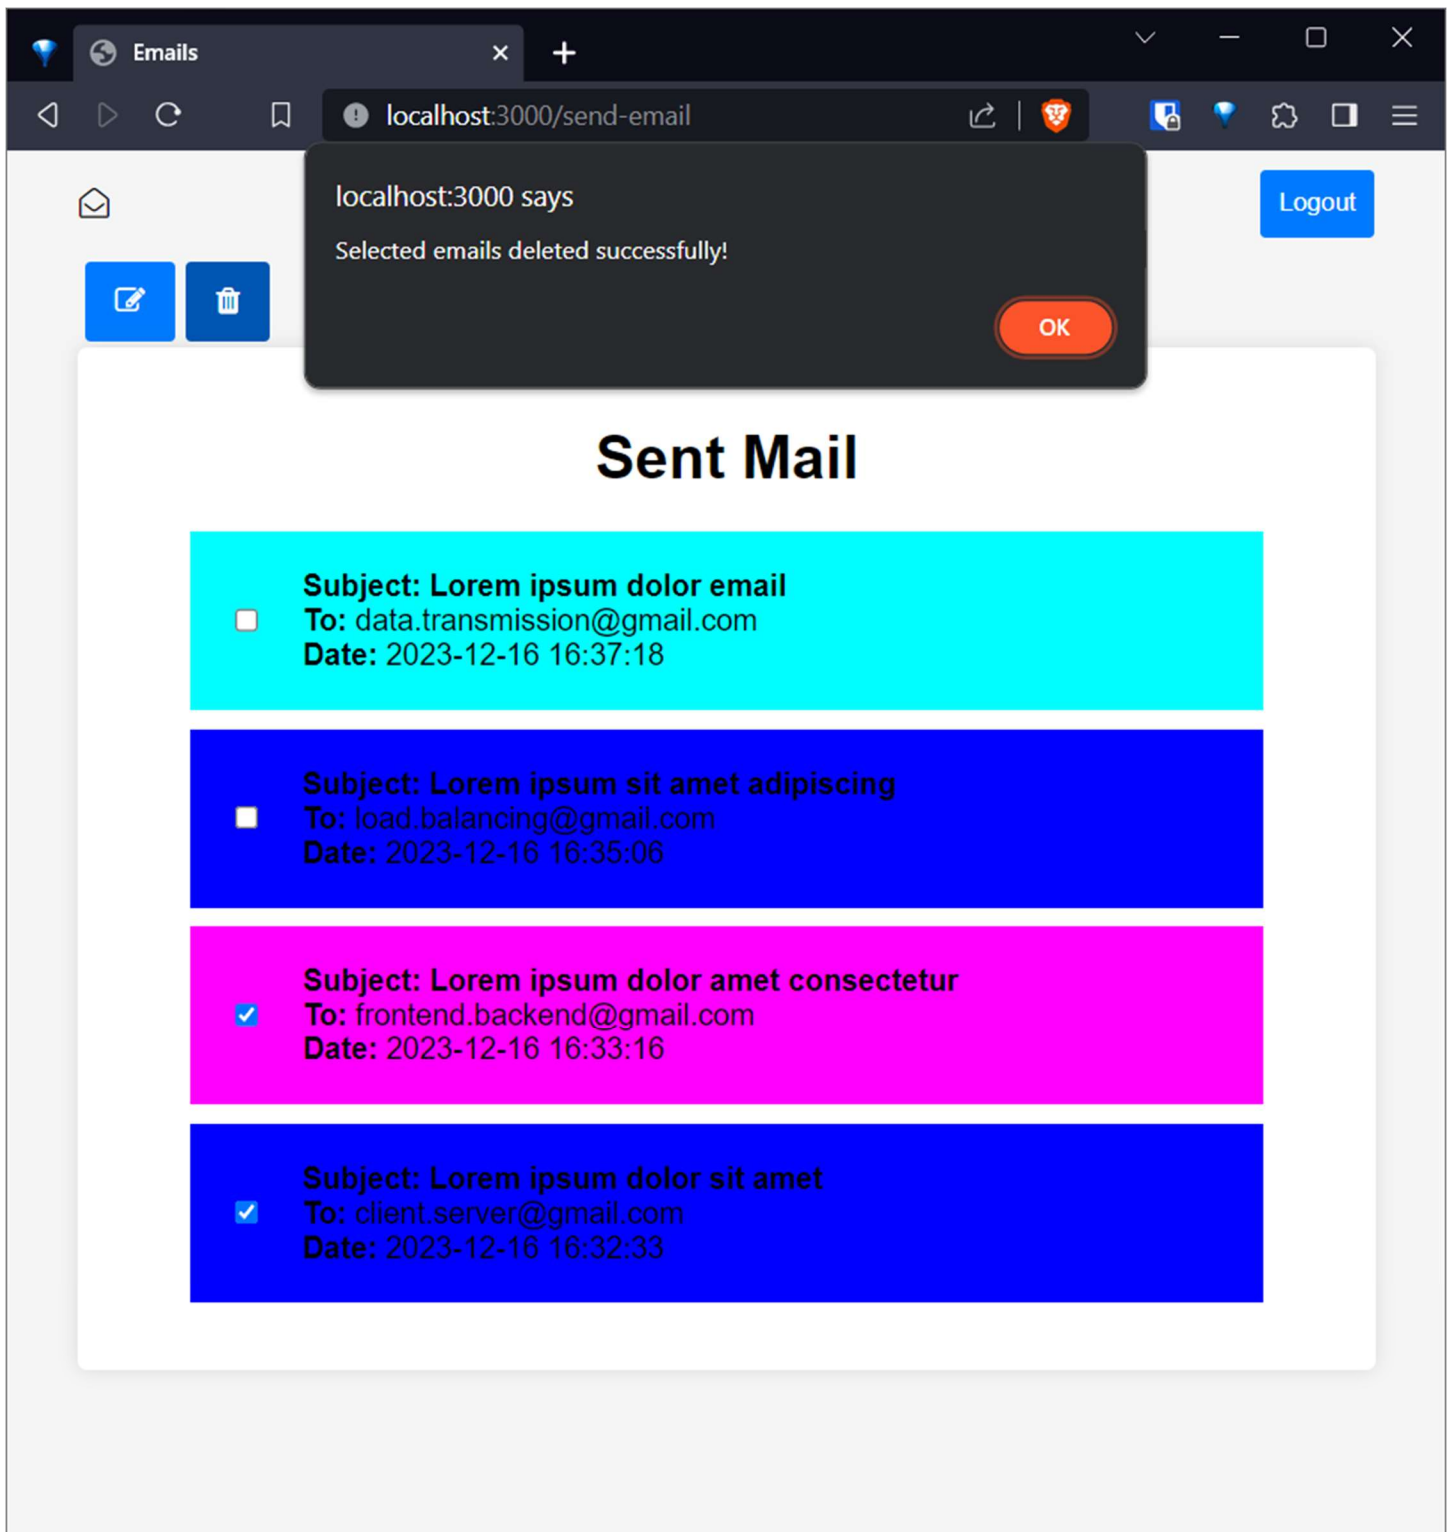 Emails
localhost:3000/send-email
localhost:3000 says
Selected emails deleted successfully!
OK
Logout
Sent Mail
Subject: Lorem ipsum dolor email
To: data.transmission@gmail.com
Date: 2023-12-16 16:37:18
Subject: Lorem ipsum sit amet adipiscing
To: load.balancing@gmail.com
Date: 2023-12-16 16:35:06
Subject: Lorem ipsum dolor amet consectetur
To: frontend.backend@gmail.com
Date: 2023-12-16 16:33:16
Subject: Lorem ipsum dolor sit amet
To: client.server@gmail.com
Date: 2023-12-16 16:32:33